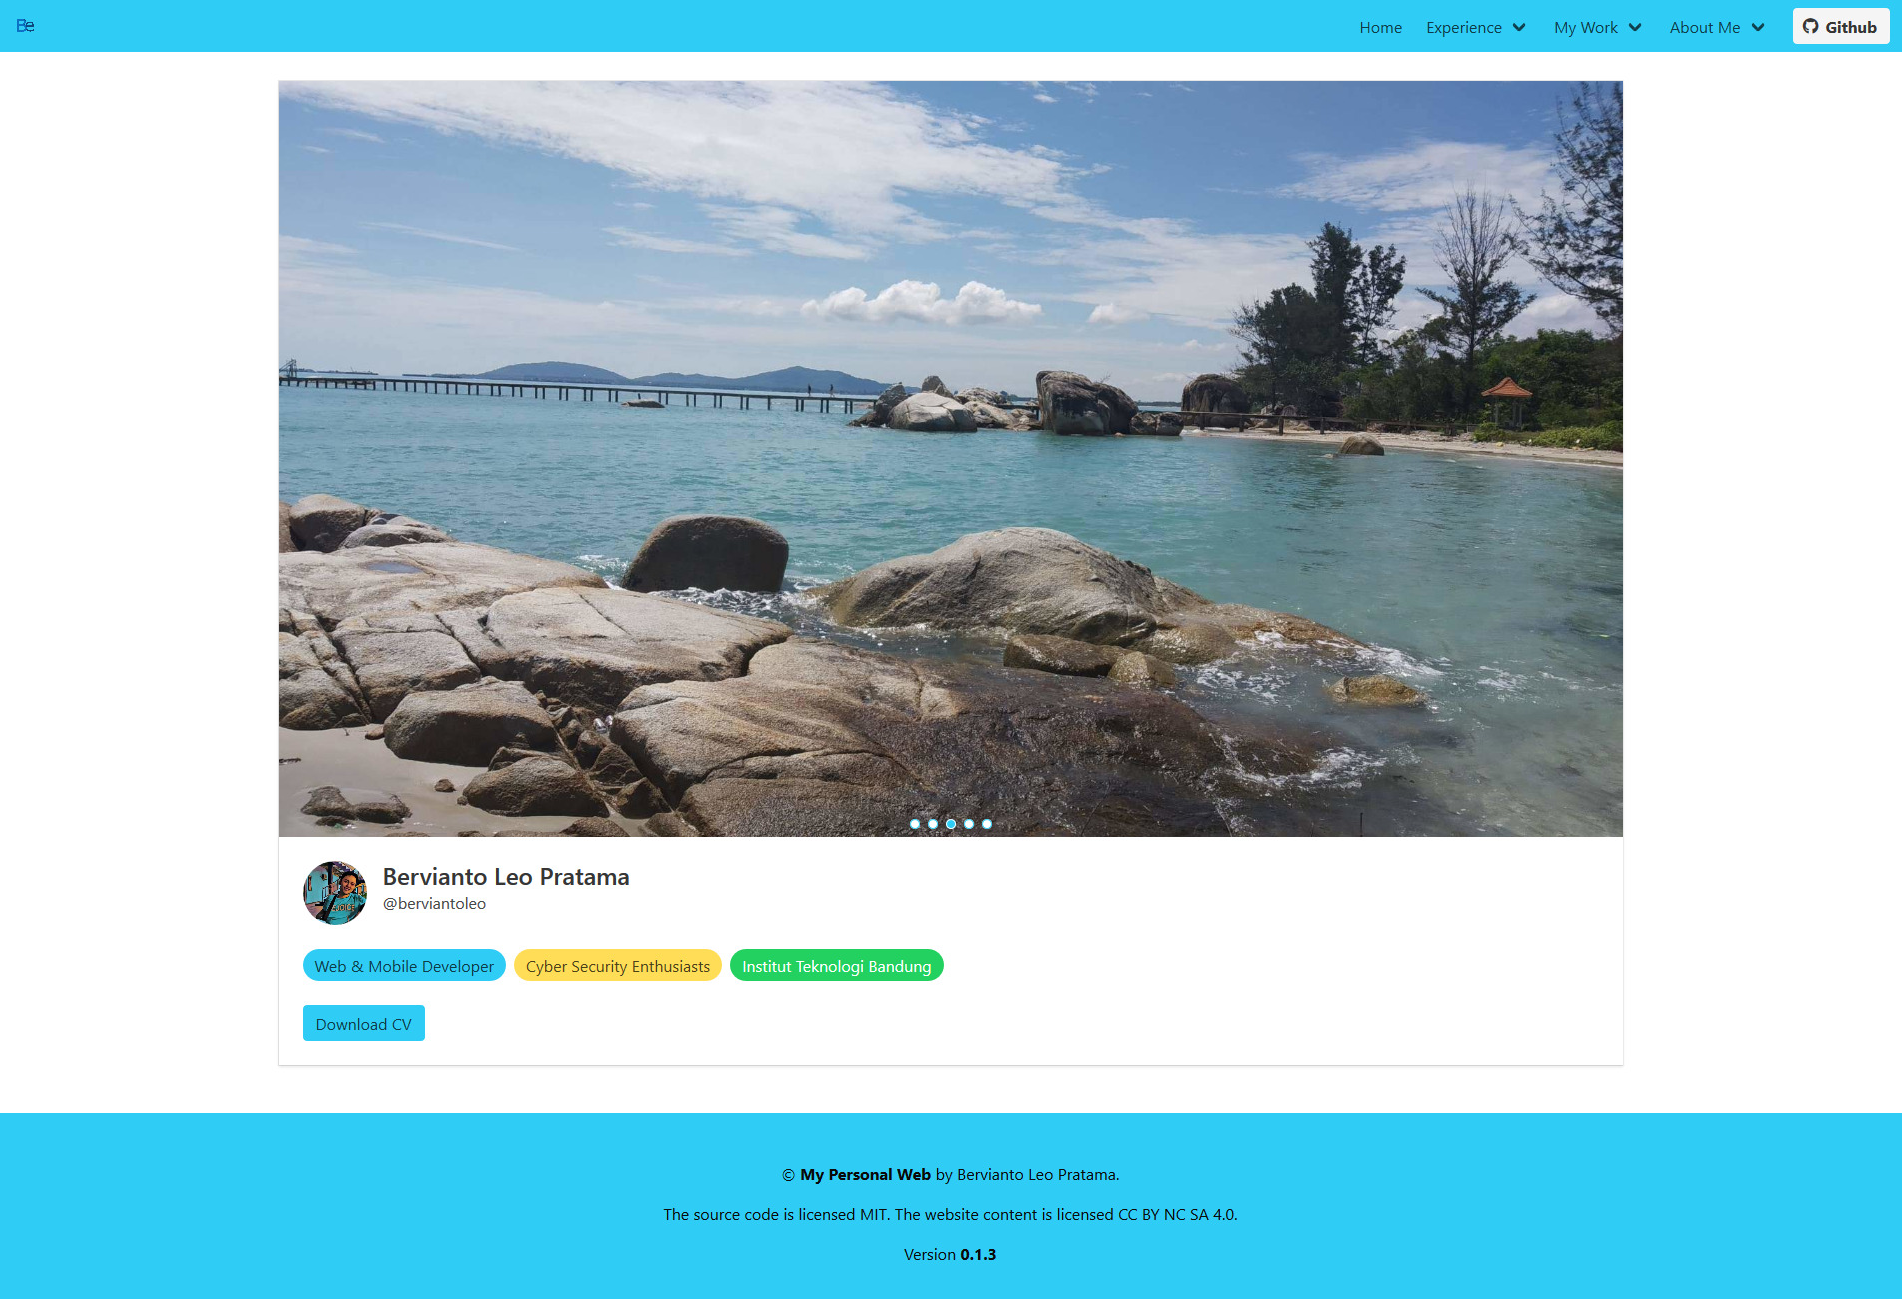 Be
Home Experience My Work About Me Github
Bervianto Leo Pratama
@berviantoleo
Web & Mobile Developer Cyber Security Enthusiasts Institut Teknologi Bandung
Download CV
© My Personal Web by Bervianto Leo Pratama.
The source code is licensed MIT. The website content is licensed CC BY NC SA 4.0.
Version 0.1.3